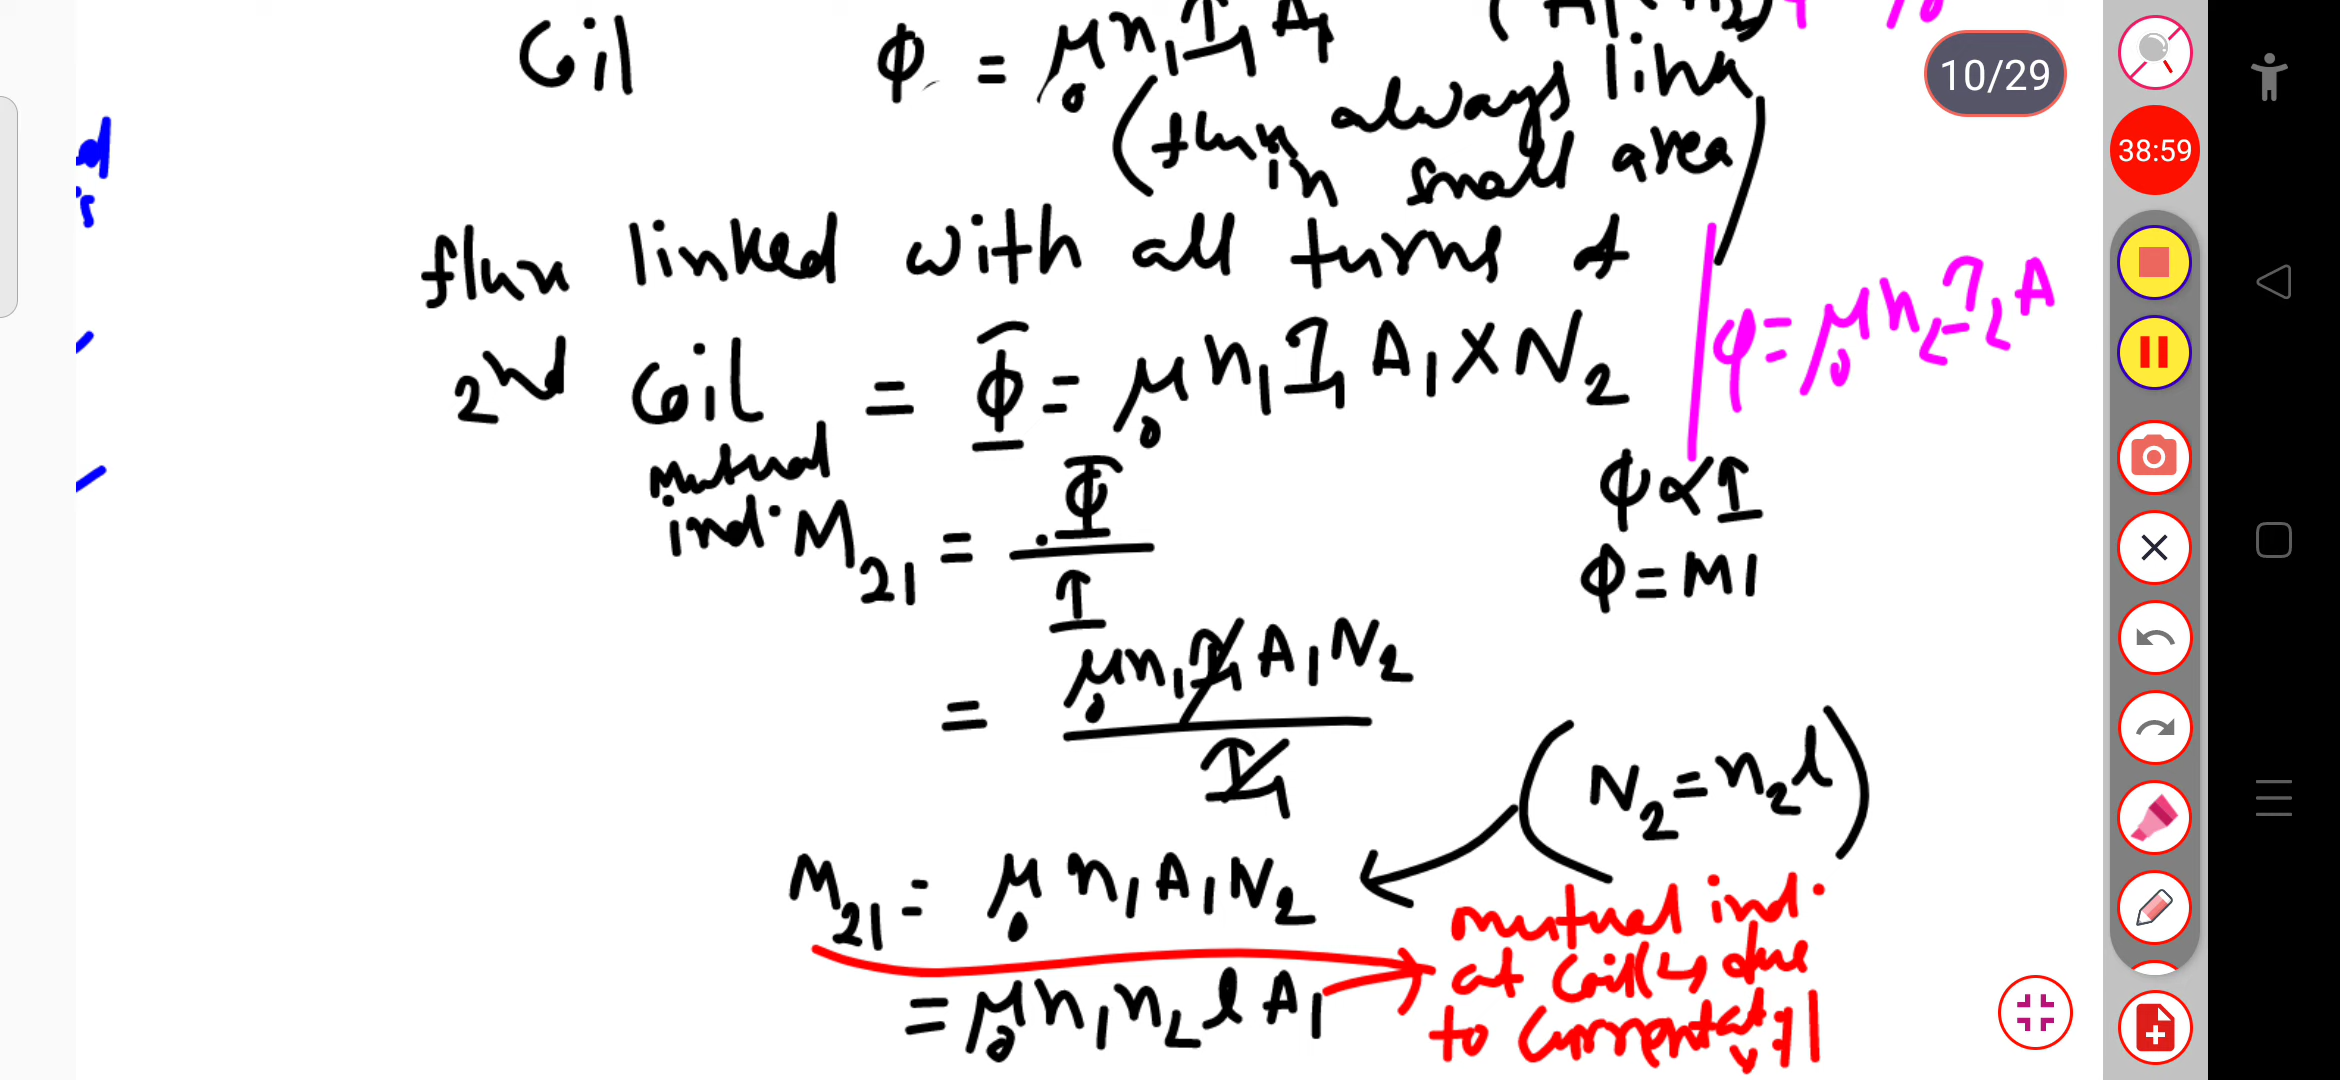 Coil Φ = μ₀n₁I₁A₁
(flux always link
in small area)
flux linked with all turns of
2nd Coil = Φ = μ₀n₁I₁A₁×N₂
φ=μ₀n₂I₂A
mutual
ind. M₂₁ = Φ/I
Φ∝I
Φ=MI
= μ₀n₁I₁A₁N₂/I₁
(N₂=n₂l)
M₂₁= μ₀n₁A₁N₂
= μ₀n₁n₂lA₁
mutual ind.
at coil due
to current at
10/29
38:59